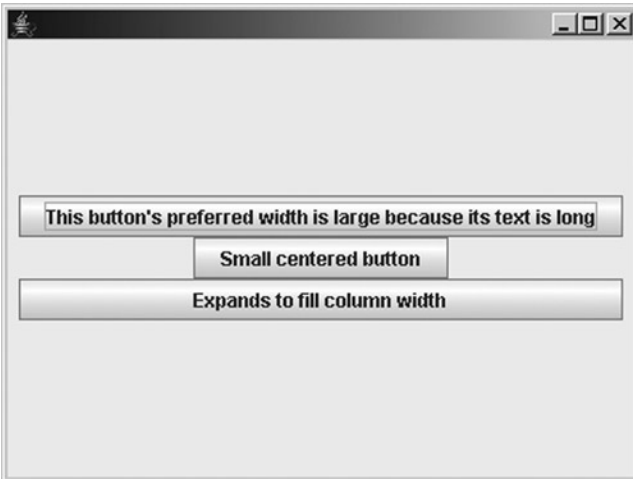 This button's preferred width is large because its text is long
Small centered button
Expands to fill column width